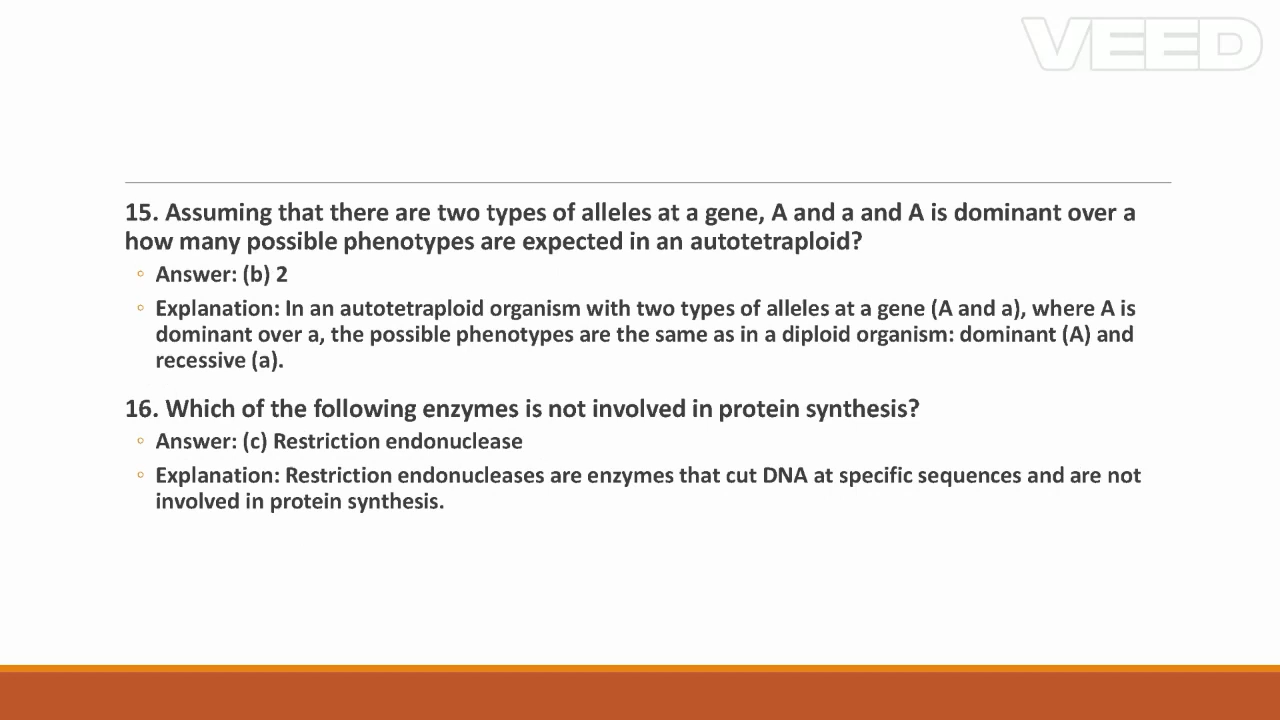 VEED
15. Assuming that there are two types of alleles at a gene, A and a and A is dominant over a
how many possible phenotypes are expected in an autotetraploid?
◦ Answer: (b) 2
◦ Explanation: In an autotetraploid organism with two types of alleles at a gene (A and a), where A is
dominant over a, the possible phenotypes are the same as in a diploid organism: dominant (A) and
recessive (a).
16. Which of the following enzymes is not involved in protein synthesis?
◦ Answer: (c) Restriction endonuclease
◦ Explanation: Restriction endonucleases are enzymes that cut DNA at specific sequences and are not
involved in protein synthesis.